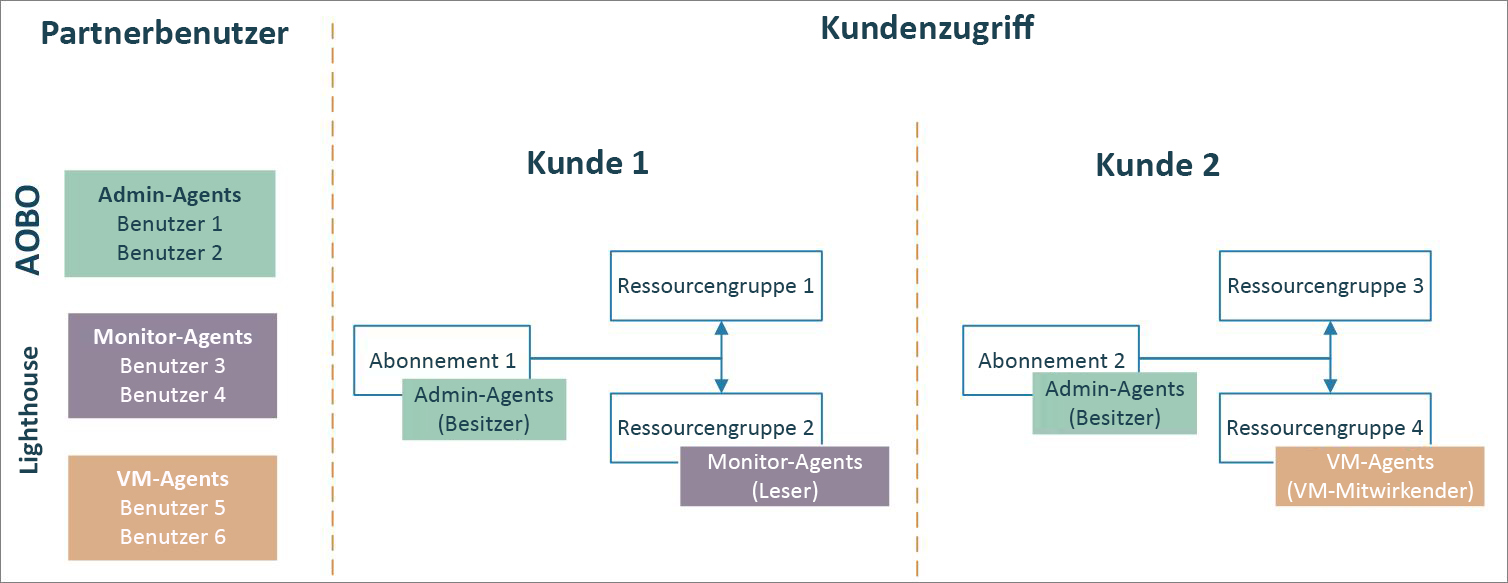 Partnerbenutzer
Kundenzugriff
AOBO
Admin-Agents
Benutzer 1
Benutzer 2
Lighthouse
Monitor-Agents
Benutzer 3
Benutzer 4
VM-Agents
Benutzer 5
Benutzer 6
Kunde 1
Ressourcengruppe 1
Abonnement 1
Admin-Agents
(Besitzer)
Ressourcengruppe 2
Monitor-Agents
(Leser)
Kunde 2
Ressourcengruppe 3
Abonnement 2
Admin-Agents
(Besitzer)
Ressourcengruppe 4
VM-Agents
(VM-Mitwirkender)